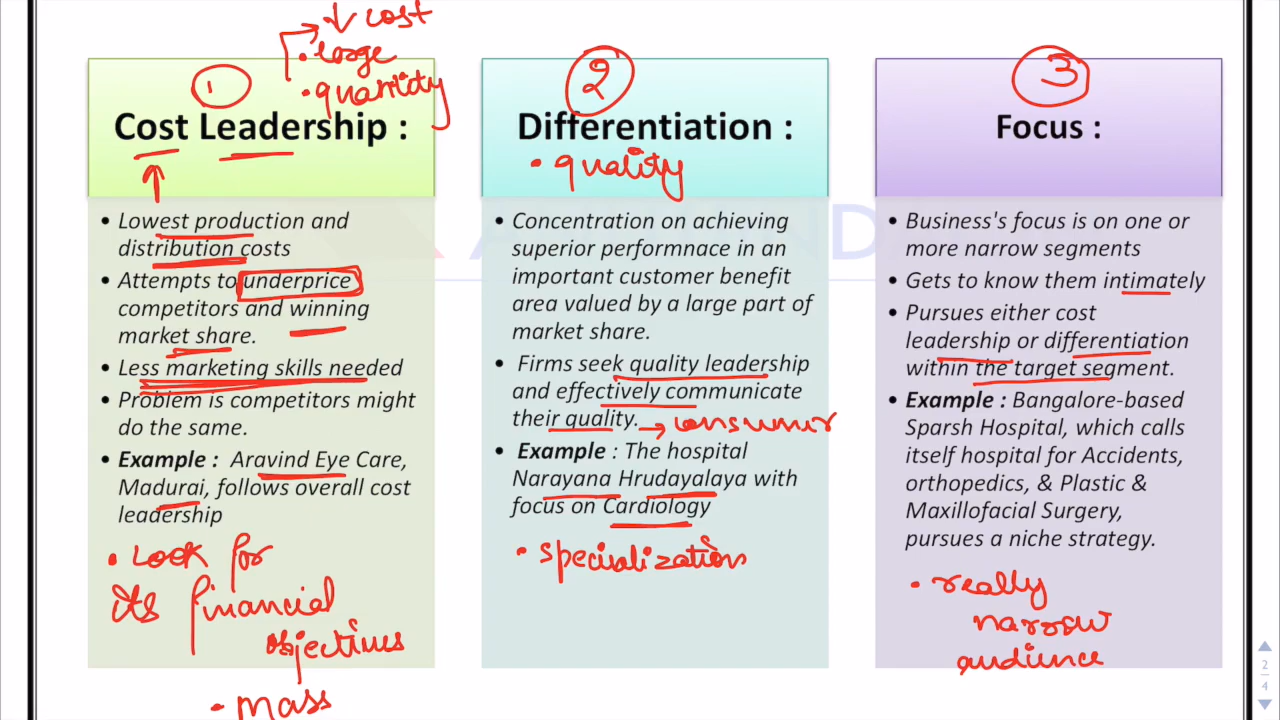 ↓ cost
• large
• quantity
1
Cost Leadership :
• Lowest production and
distribution costs
• Attempts to underprice
competitors and winning
market share.
• Less marketing skills needed
• Problem is competitors might
do the same.
• Example : Aravind Eye Care,
Madurai, follows overall cost
leadership
• Look for
its financial
objectives
• mass
2
Differentiation :
• quality
• Concentration on achieving
superior performnace in an
important customer benefit
area valued by a large part of
market share.
• Firms seek quality leadership
and effectively communicate
their quality. → consumer
• Example : The hospital
Narayana Hrudayalaya with
focus on Cardiology
• specialization
3
Focus :
• Business's focus is on one or
more narrow segments
• Gets to know them intimately
• Pursues either cost
leadership or differentiation
within the target segment.
• Example : Bangalore-based
Sparsh Hospital, which calls
itself hospital for Accidents,
orthopedics, & Plastic &
Maxillofacial Surgery,
pursues a niche strategy.
• really
narrow
audience
2
4